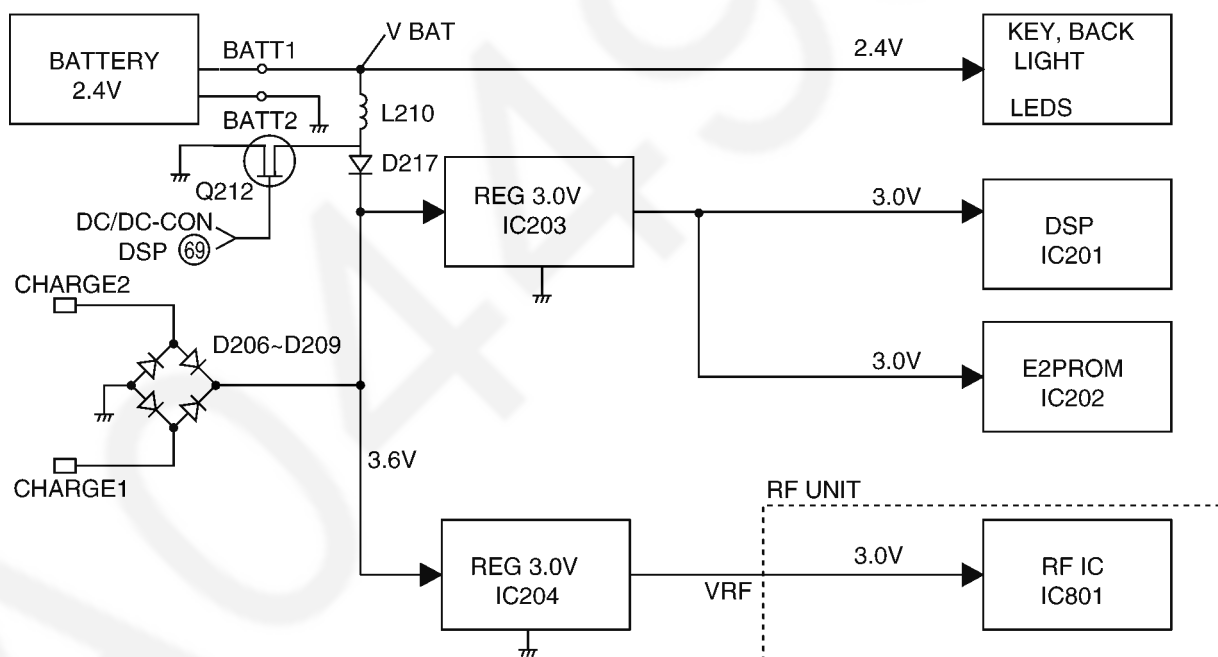 BATTERY
2.4V
BATT1
BATT2
V BAT
2.4V
KEY, BACK
LIGHT
LEDS
L210
D217
Q212
DC/DC-CON
DSP 69
REG 3.0V
IC203
3.0V
DSP
IC201
CHARGE2
D206~D209
3.0V
E2PROM
IC202
CHARGE1
3.6V
RF UNIT
REG 3.0V
IC204
VRF
3.0V
RF IC
IC801